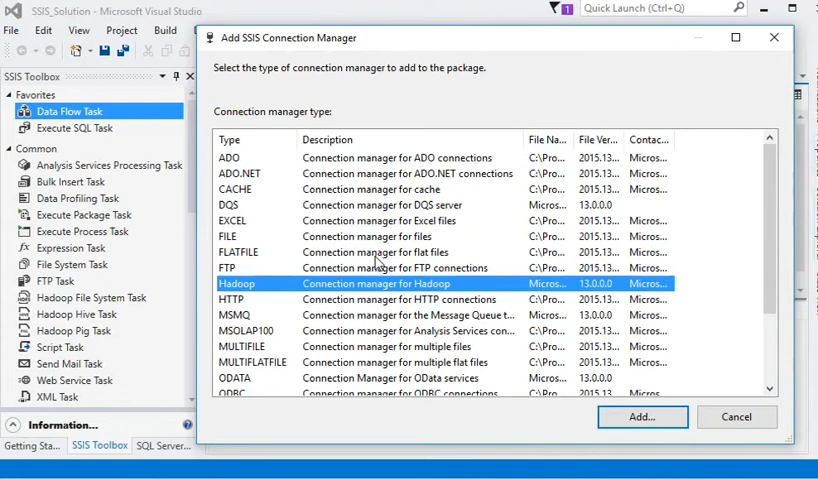 SSIS_Solution - Microsoft Visual Studio
1
Quick Launch (Ctrl+Q)
File Edit View Project Build
SSIS Toolbox
Favorites
Data Flow Task
Execute SQL Task
Common
Analysis Services Processing Task
Bulk Insert Task
Data Profiling Task
Execute Package Task
Execute Process Task
Expression Task
File System Task
FTP Task
Hadoop File System Task
Hadoop Hive Task
Hadoop Pig Task
Script Task
Send Mail Task
Web Service Task
XML Task
Information...
Getting Sta... SSIS Toolbox SQL Server...
Add SSIS Connection Manager
Select the type of connection manager to add to the package.
Connection manager type:
Type Description File Na... File Ver... Contac...
ADO Connection manager for ADO connections C:\Pro... 2015.13... Micros...
ADO.NET Connection manager for ADO.NET connections C:\Pro... 2015.13... Micros...
CACHE Connection manager for cache C:\Pro... 2015.13... Micros...
DQS Connection manager for DQS server Micros... 13.0.0.0
EXCEL Connection manager for Excel files C:\Pro... 2015.13... Micros...
FILE Connection manager for files C:\Pro... 2015.13... Micros...
FLATFILE Connection manager for flat files C:\Pro... 2015.13... Micros...
FTP Connection manager for FTP connections C:\Pro... 2015.13... Micros...
Hadoop Connection manager for Hadoop Micros... 13.0.0.0 Micros...
HTTP Connection manager for HTTP connections C:\Pro... 2015.13... Micros...
MSMQ Connection manager for the Message Queue t... C:\Pro... 2015.13... Micros...
MSOLAP100 Connection manager for Analysis Services con... C:\Pro... 2015.13... Micros...
MULTIFILE Connection manager for multiple files C:\Pro... 2015.13... Micros...
MULTIFLATFILE Connection manager for multiple flat files C:\Pro... 2015.13... Micros...
ODATA Connection Manager for OData services Micros... 13.0.0.0
ODBC Connection manager for ODBC connections C:\Pro... 2015.13... Micros...
Add... Cancel